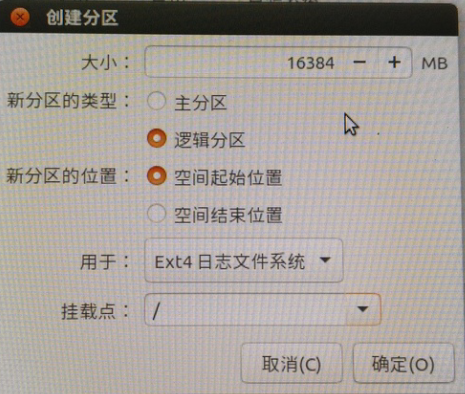 创建分区
大小： 16384 − + MB
新分区的类型： 主分区
逻辑分区
新分区的位置： 空间起始位置
空间结束位置
用于： Ext4 日志文件系统
挂载点： /
取消(C) 确定(O)